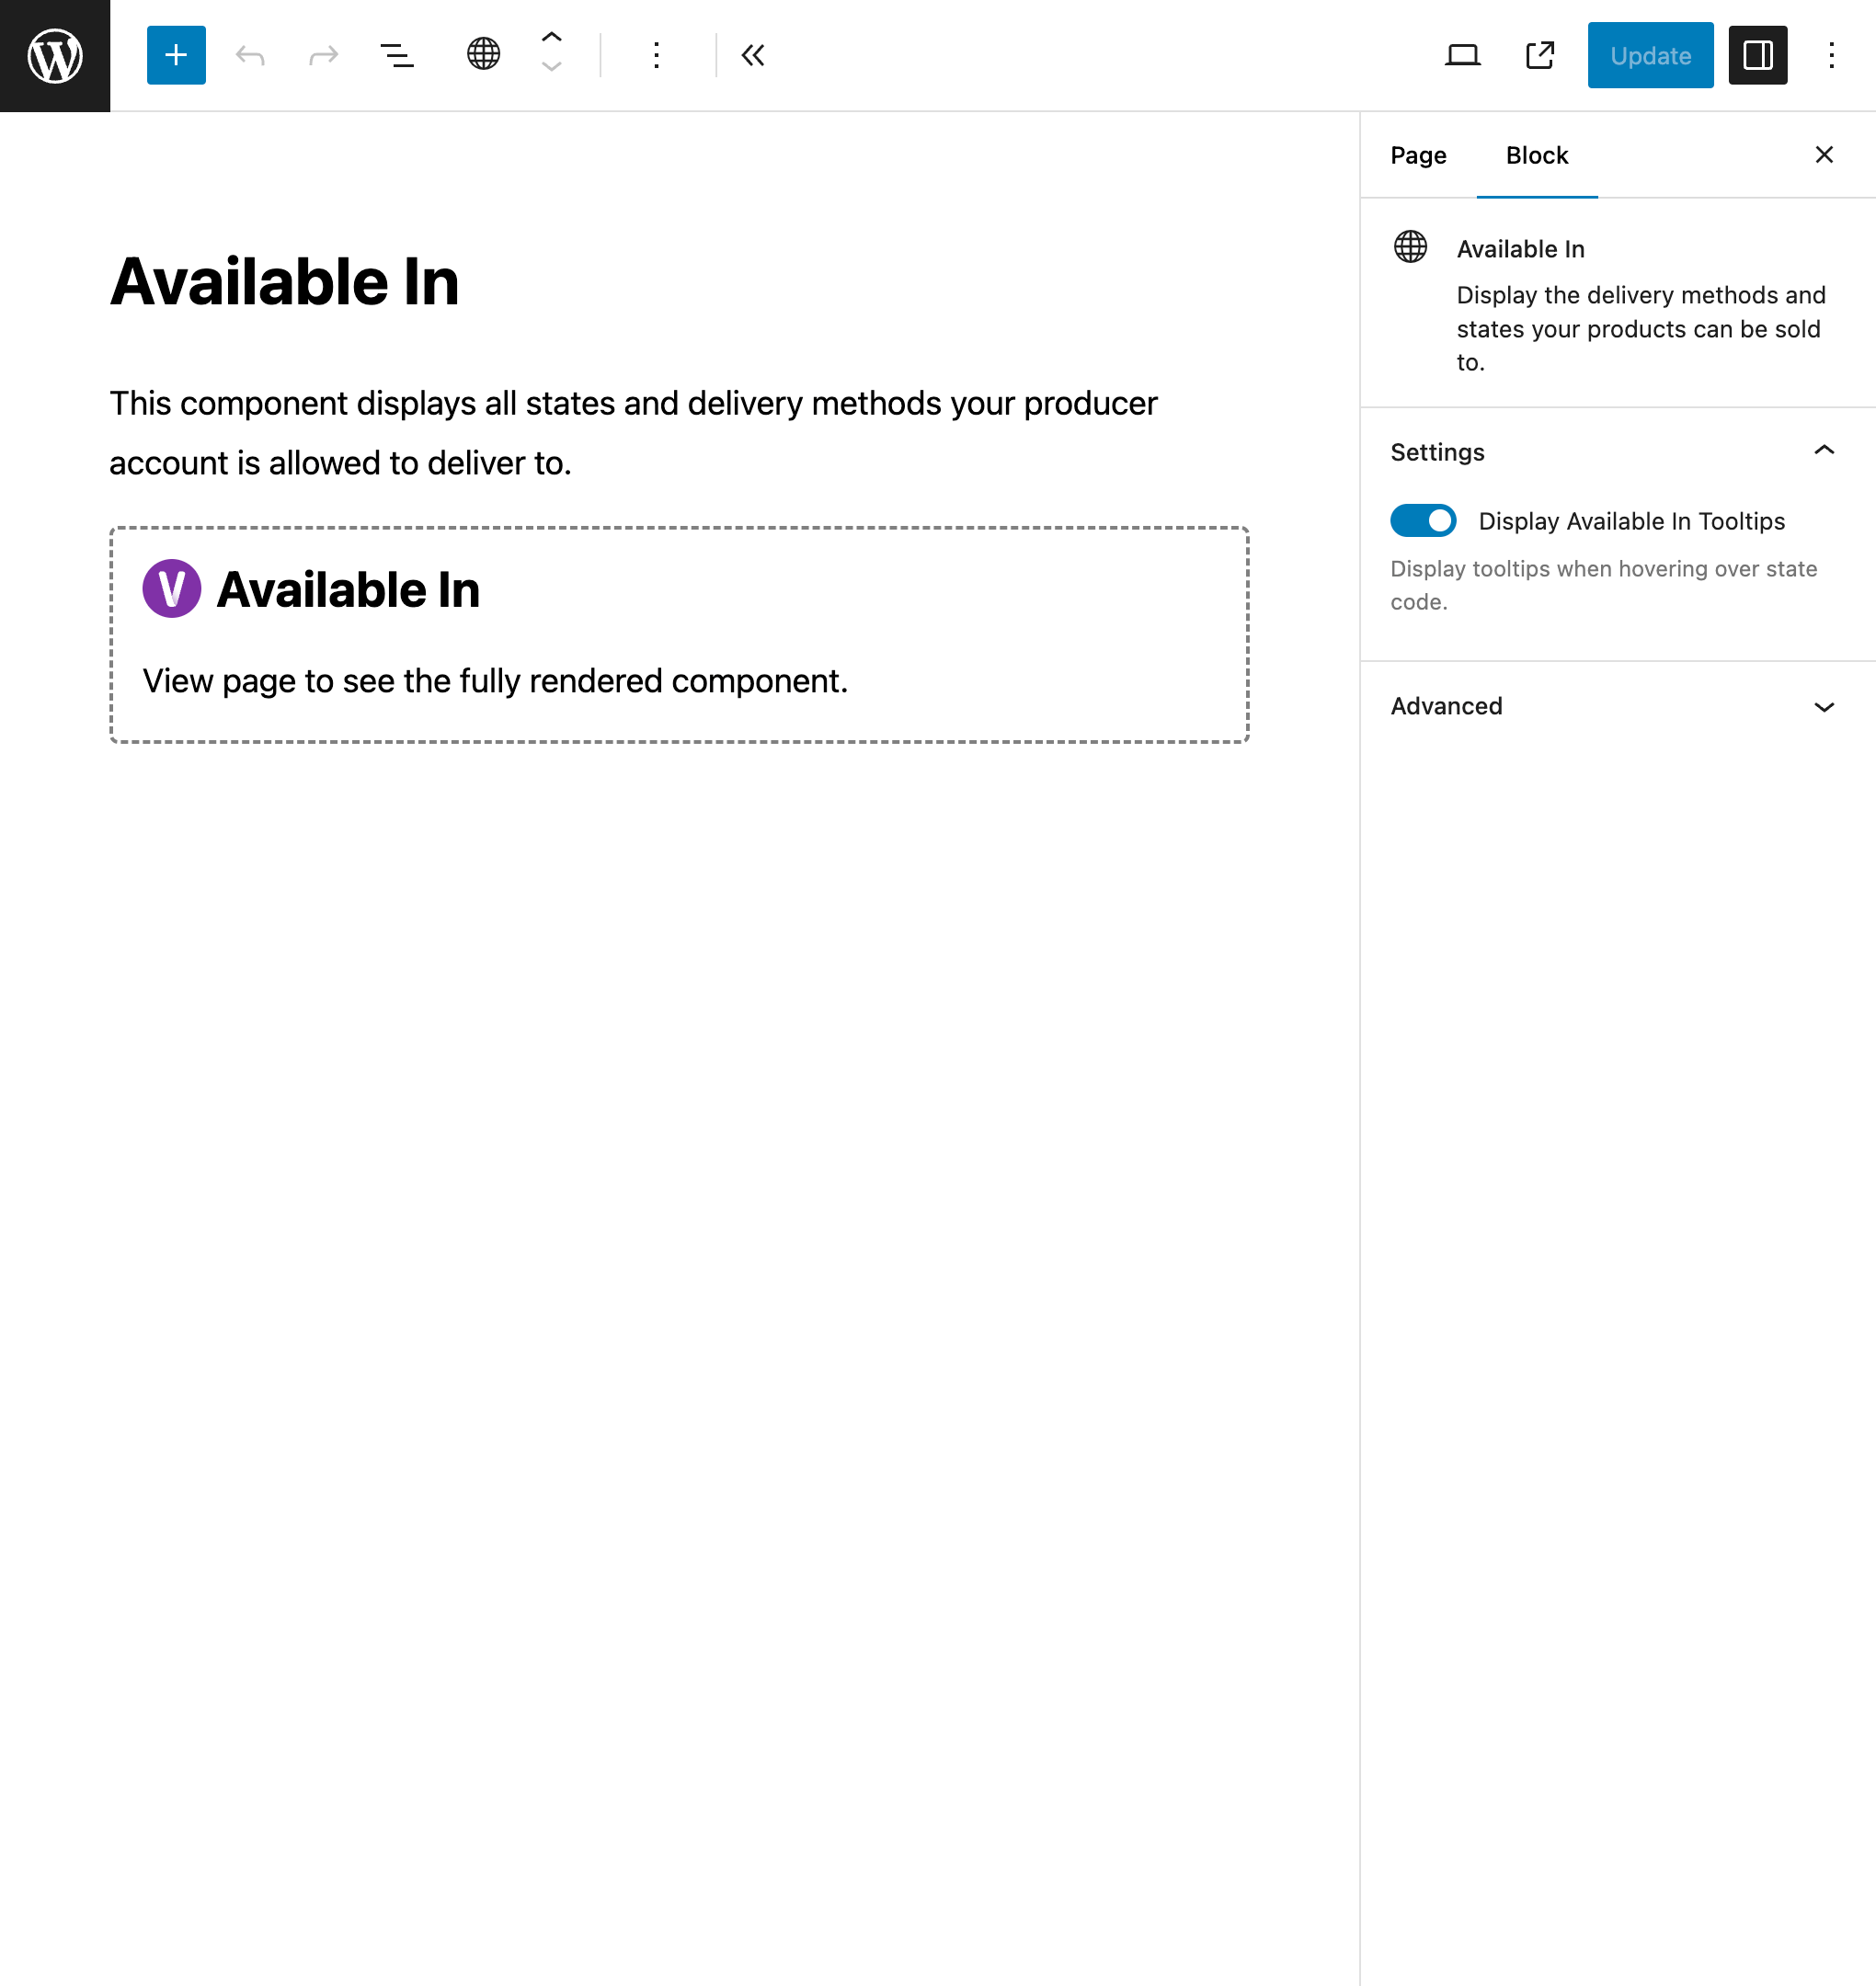 Update
Page Block
Available In
Display the delivery methods and
states your products can be sold
to.
Settings
Display Available In Tooltips
Display tooltips when hovering over state
code.
Advanced
Available In
This component displays all states and delivery methods your producer
account is allowed to deliver to.
V Available In
View page to see the fully rendered component.